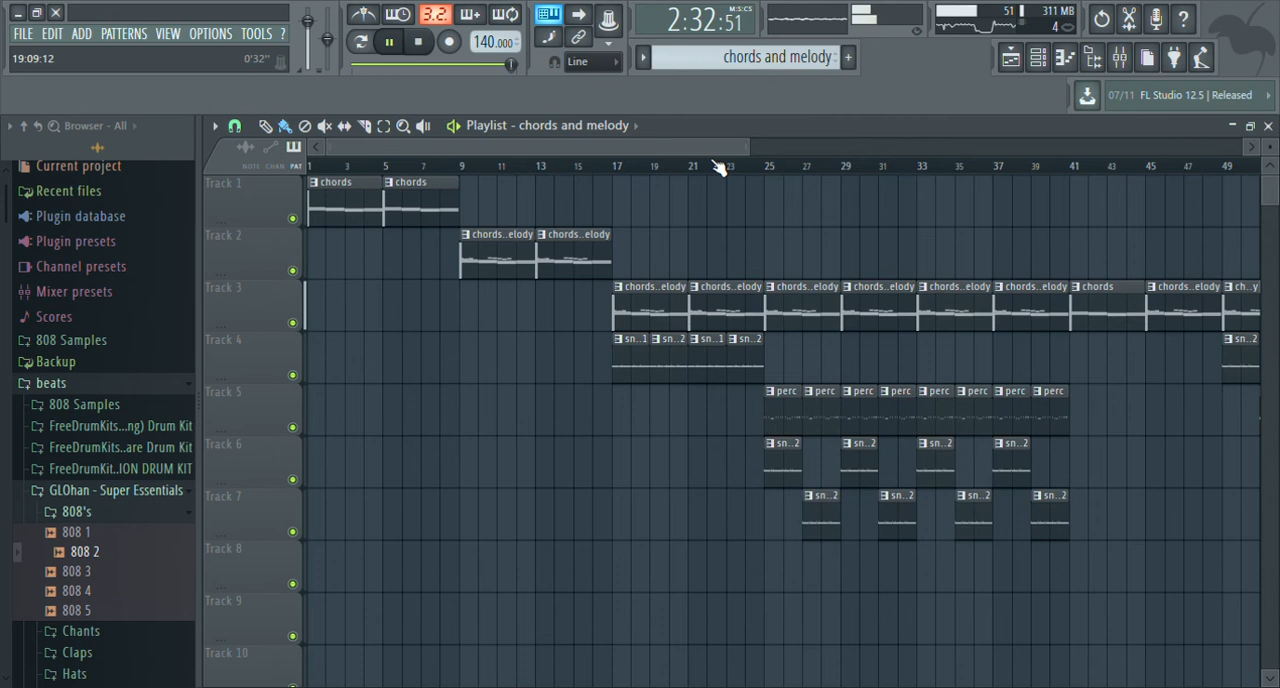 3.2.
2:32:51
M:S:CS
51
311 MB
4
FILE EDIT ADD PATTERNS VIEW OPTIONS TOOLS ?
140.000
?
19:09:12
0'32"
Line
chords and melody
+
07/11 FL Studio 12.5 | Released
Browser - All
Playlist - chords and melody
NOTE CHAN PAT
1 3 5 7 9 11 13 15 17 19 21 23 25 27 29 31 33 35 37 39 41 43 45 47 49
Current project
Recent files
Plugin database
Plugin presets
Channel presets
Mixer presets
Scores
808 Samples
Backup
beats
808 Samples
FreeDrumKits...ng) Drum Kit
FreeDrumKits...are Drum Kit
FreeDrumKit...ION DRUM KIT
GLOhan - Super Essentials
808's
808 1
808 2
808 3
808 4
808 5
Chants
Claps
Hats
Track 1
chords chords
Track 2
chords..elody chords..elody
Track 3
chords..elody chords..elody chords..elody chords..elody chords..elody chords..elody chords chords..elody ch..y
Track 4
sn..1 sn..2 sn..1 sn..2 sn..2
Track 5
perc perc perc perc perc perc perc perc
Track 6
sn..2 sn..2 sn..2 sn..2
Track 7
sn..2 sn..2 sn..2 sn..2
Track 8
Track 9
Track 10